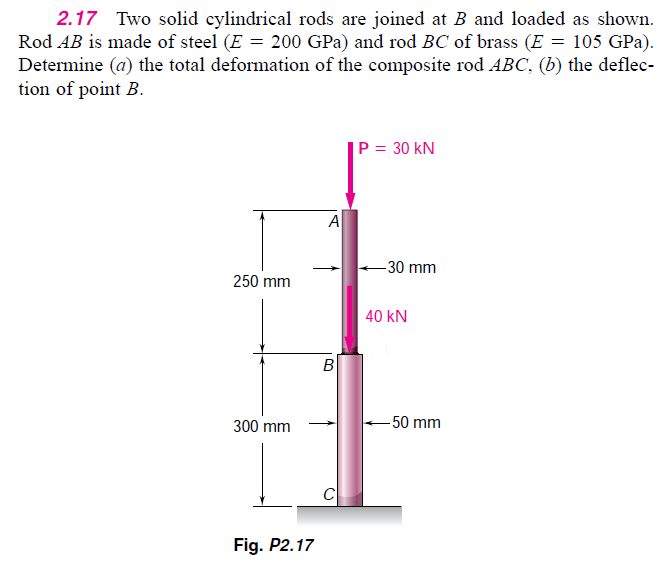 2.17 Two solid cylindrical rods are joined at B and loaded as shown.
Rod AB is made of steel (E = 200 GPa) and rod BC of brass (E = 105 GPa).
Determine (a) the total deformation of the composite rod ABC, (b) the deflec-
tion of point B.
P = 30 kN
A
30 mm
250 mm
40 kN
B
300 mm
50 mm
C
Fig. P2.17